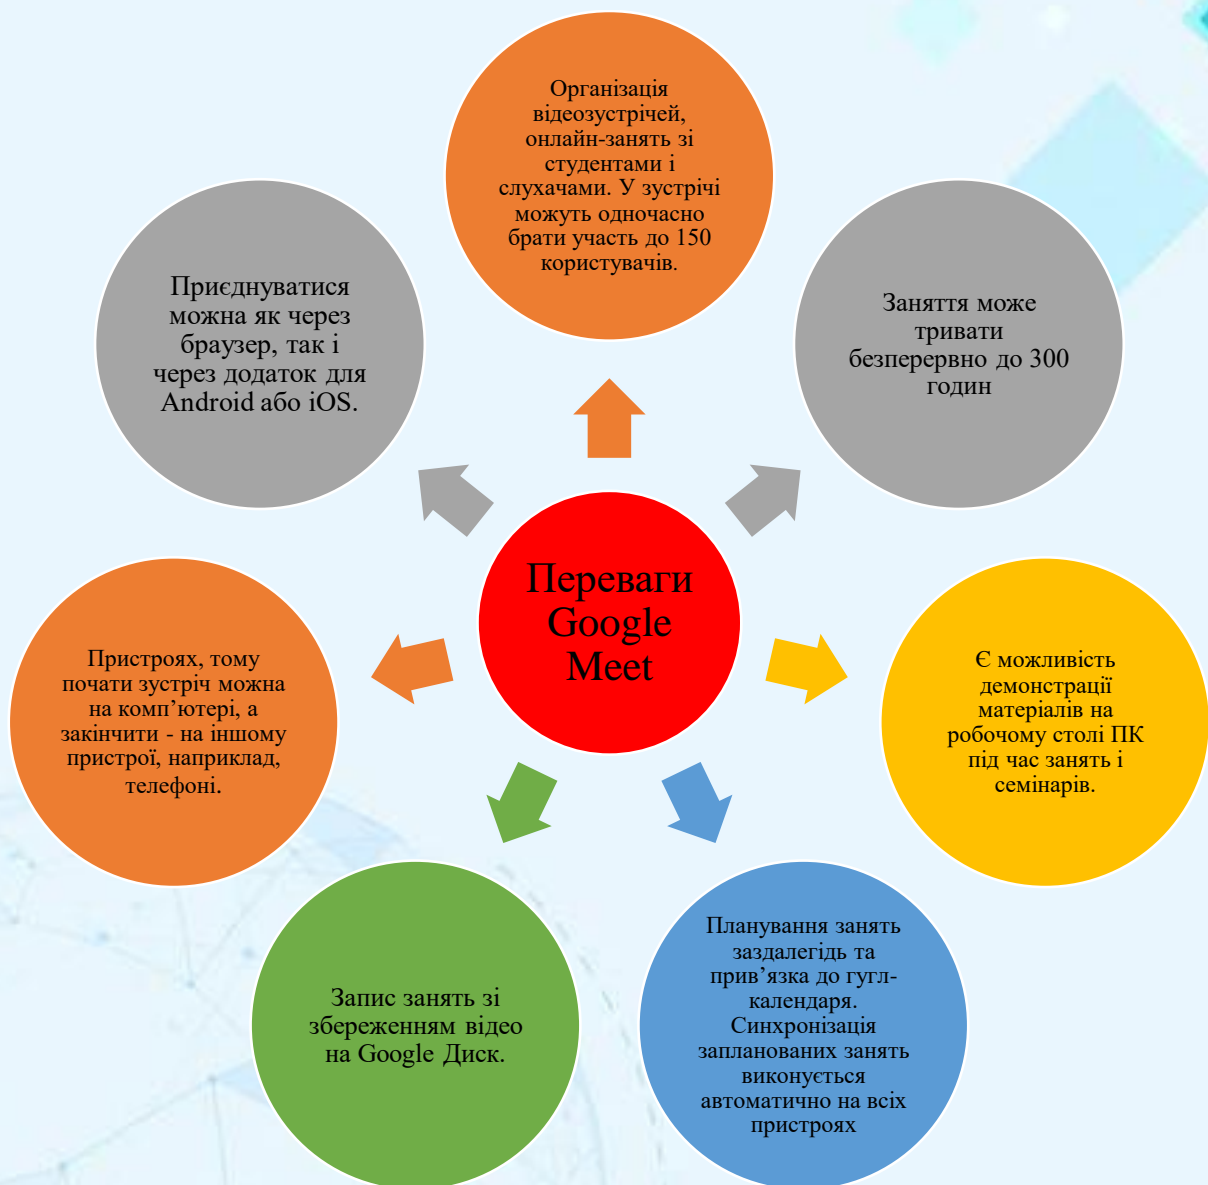 Організація
відеозустрічей,
онлайн-занять зі
студентами і
слухачами. У зустрічі
можуть одночасно
брати участь до 150
користувачів.
Заняття може
тривати
безперервно до 300
годин
Є можливість
демонстрації
матеріалів на
робочому столі ПК
під час занять і
семінарів.
Планування занять
заздалегідь та
прив’язка до гугл-
календаря.
Синхронізація
запланованих занять
виконується
автоматично на всіх
пристроях
Запис занять зі
збереженням відео
на Google Диск.
Пристроях, тому
почати зустріч можна
на комп’ютері, а
закінчити - на іншому
пристрої, наприклад,
телефоні.
Приєднуватися
можна як через
браузер, так і
через додаток для
Android або iOS.
Переваги
Google
Meet